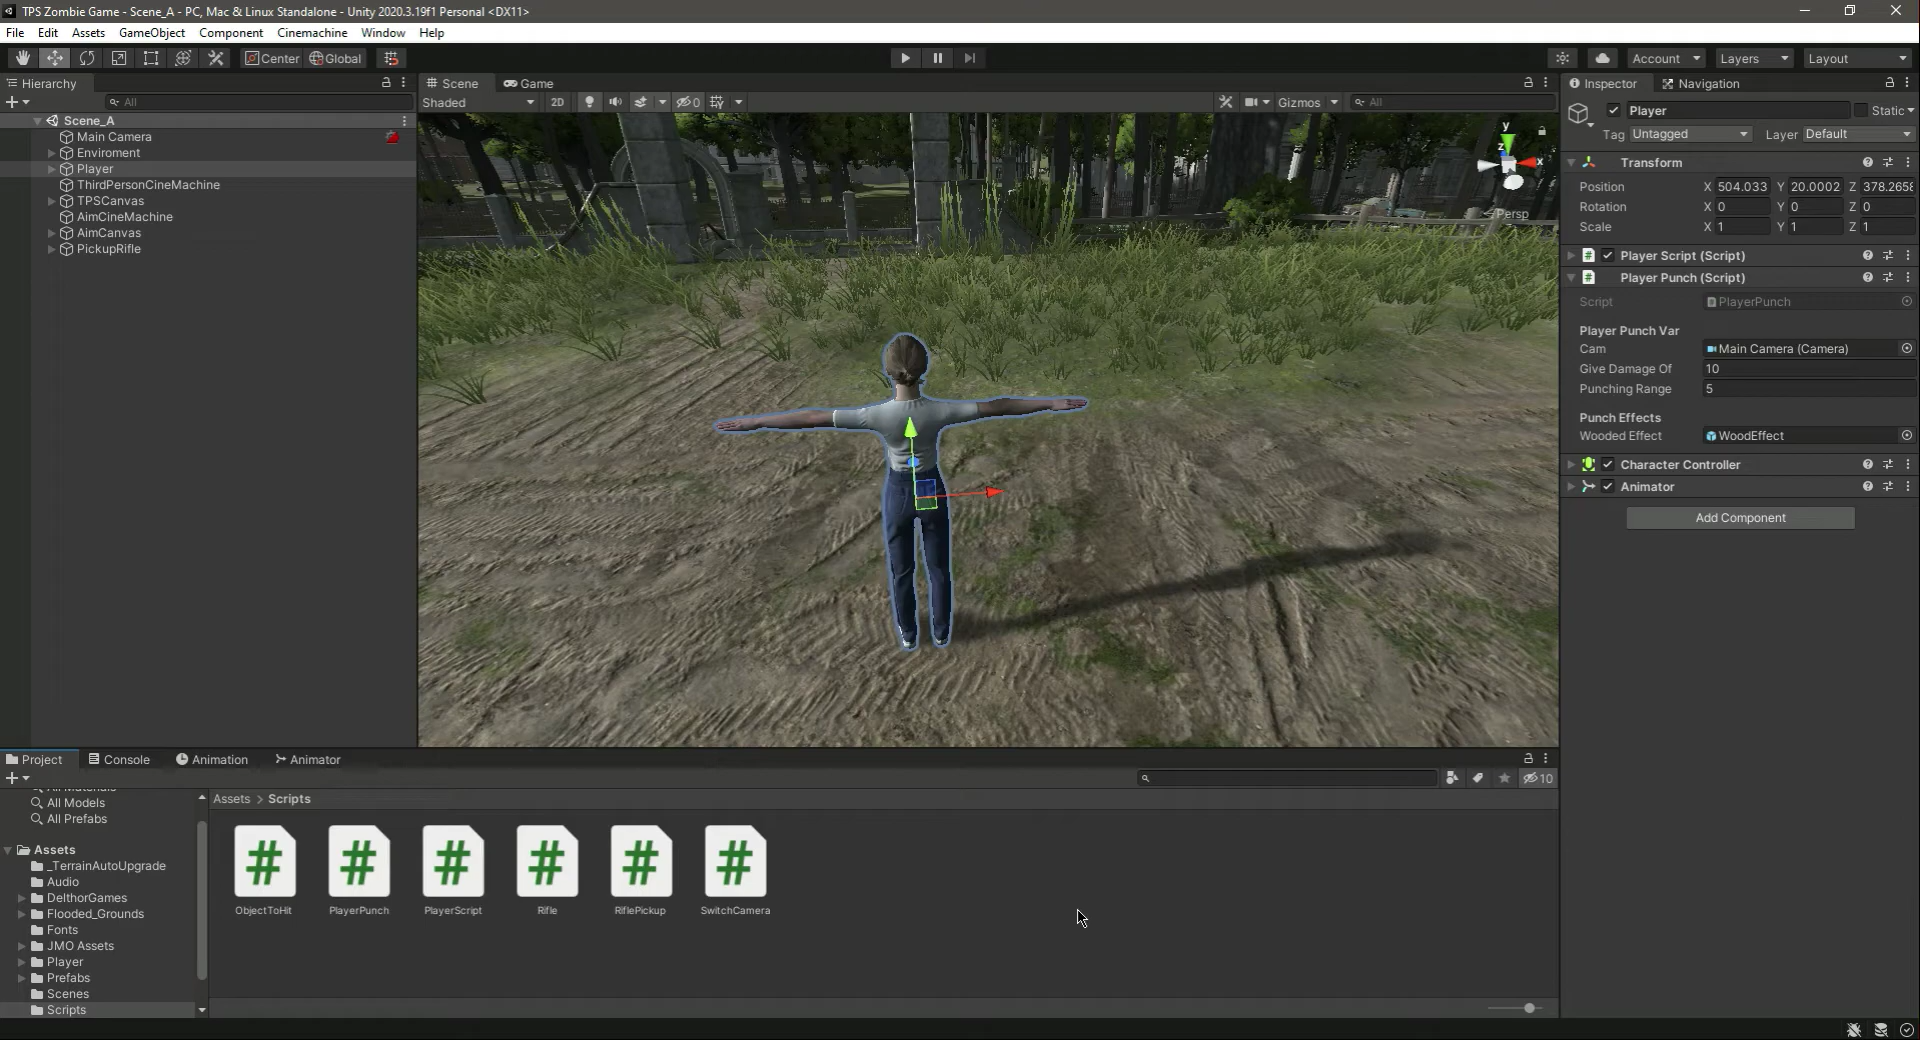 TPS Zombie Game - Scene_A - PC, Mac & Linux Standalone - Unity 2020.3.19f1 Personal <DX11>
File Edit Assets GameObject Component Cinemachine Window Help
Center Global Account Layers Layout
Hierarchy
All
Scene_A
Main Camera
Enviroment
Player
ThirdPersonCineMachine
TPSCanvas
AimCineMachine
AimCanvas
PickupRifle
Scene Game
Shaded 2D 0 Gizmos All
y
z x
Persp
Inspector Navigation
Player Static
Tag Untagged Layer Default
Transform
Position X 504.033 Y 20.0002 Z 378.2658
Rotation X 0 Y 0 Z 0
Scale X 1 Y 1 Z 1
Player Script (Script)
Player Punch (Script)
Script PlayerPunch
Player Punch Var
Cam Main Camera (Camera)
Give Damage Of 10
Punching Range 5
Punch Effects
Wooded Effect WoodEffect
Character Controller
Animator
Add Component
Project Console Animation Animator
10
All Materials
All Models
All Prefabs
Assets
_TerrainAutoUpgrade
Audio
DelthorGames
Flooded_Grounds
Fonts
JMO Assets
Player
Prefabs
Scenes
Scripts
Assets > Scripts
ObjectToHit PlayerPunch PlayerScript Rifle RiflePickup SwitchCamera